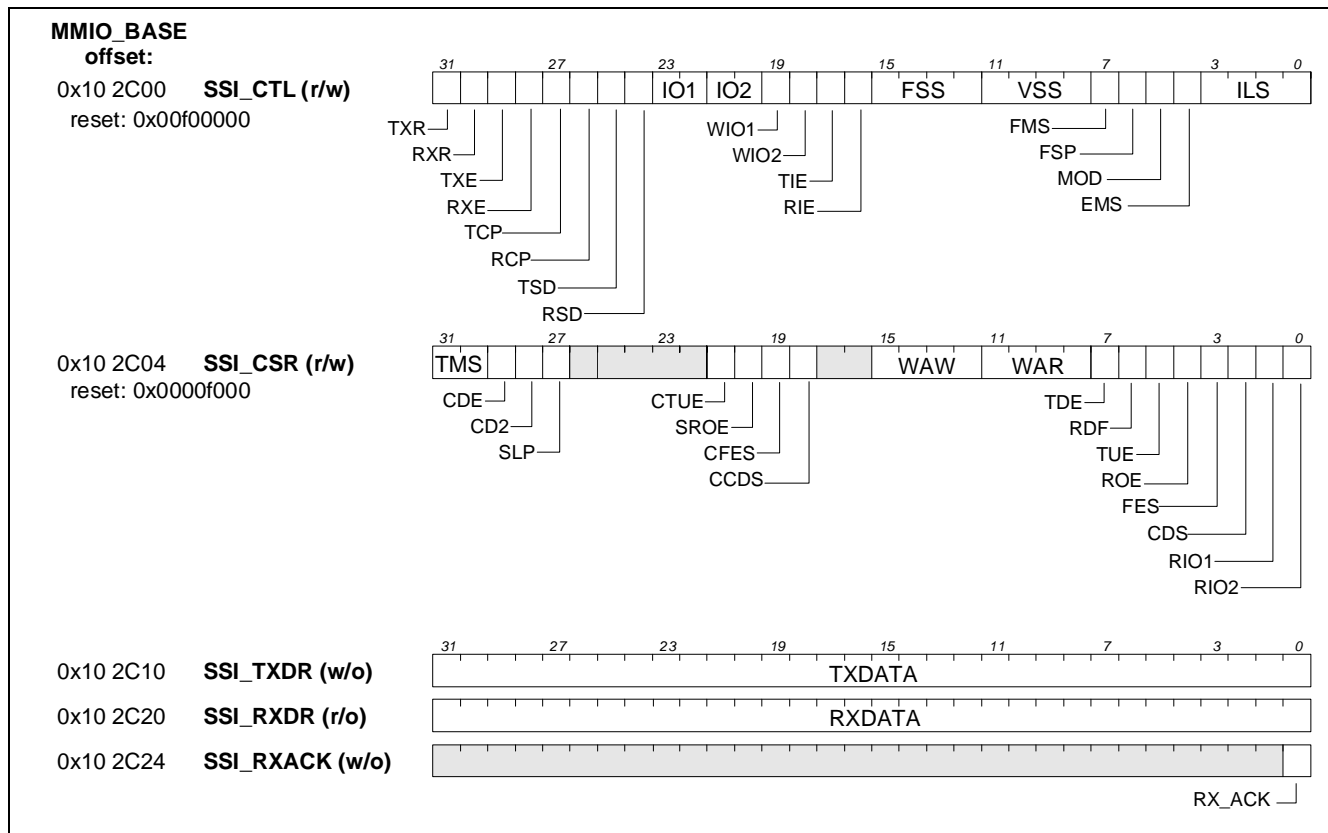 MMIO_BASE
offset:
31 27 23 19 15 11 7 3 0
0x10 2C00 SSI_CTL (r/w) IO1 IO2 FSS VSS ILS
reset: 0x00f00000
TXR WIO1 FMS
RXR WIO2 FSP
TXE TIE MOD
RXE RIE EMS
TCP
RCP
TSD
RSD
31 27 23 19 15 11 7 3 0
0x10 2C04 SSI_CSR (r/w) TMS WAW WAR
reset: 0x0000f000
CDE CTUE TDE
CD2 SROE RDF
SLP CFES TUE
CCDS ROE
FES
CDS
RIO1
RIO2
31 27 23 19 15 11 7 3 0
0x10 2C10 SSI_TXDR (w/o) TXDATA
0x10 2C20 SSI_RXDR (r/o) RXDATA
0x10 2C24 SSI_RXACK (w/o)
RX_ACK